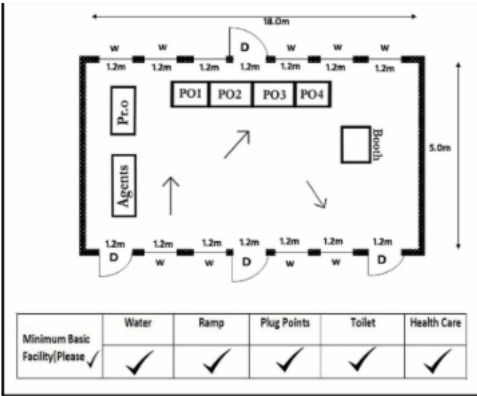 18.0m
W W D W W W
1.2m 1.2m 1.2m 1.2m 1.2m 1.2m 1.2m
PO1 PO2 PO3 PO4
Pr.o
Booth
5.0m
Agents
1.2m 1.2m 1.2m 1.2m 1.2m 1.2m 1.2m
D W W D W W D
Water Ramp Plug Points Toilet Health Care
Minimum Basic
Facility(Please ✓ ✓ ✓ ✓ ✓ ✓